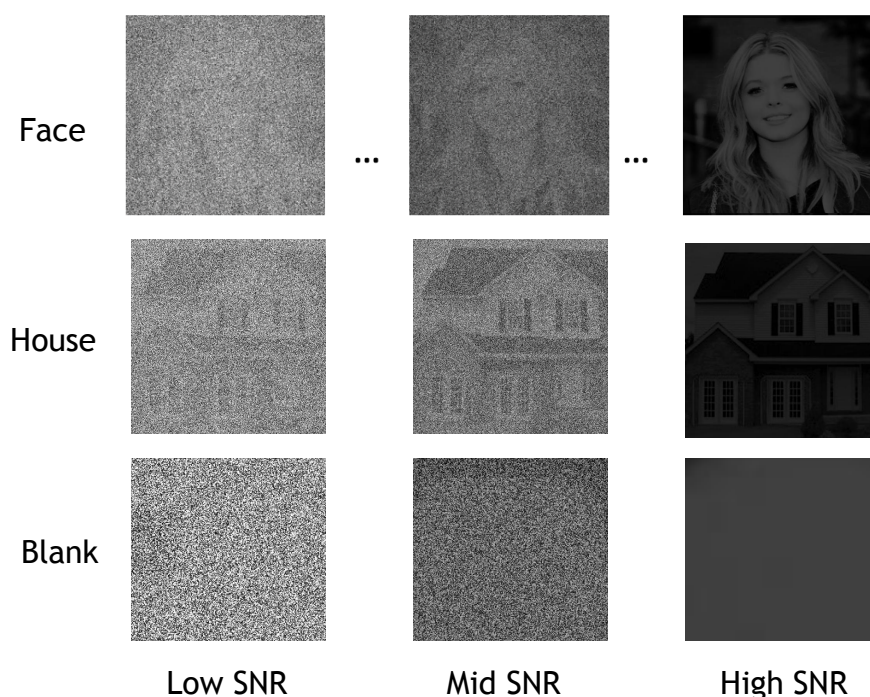 Face
...
...
House
Blank
Low SNR
Mid SNR
High SNR